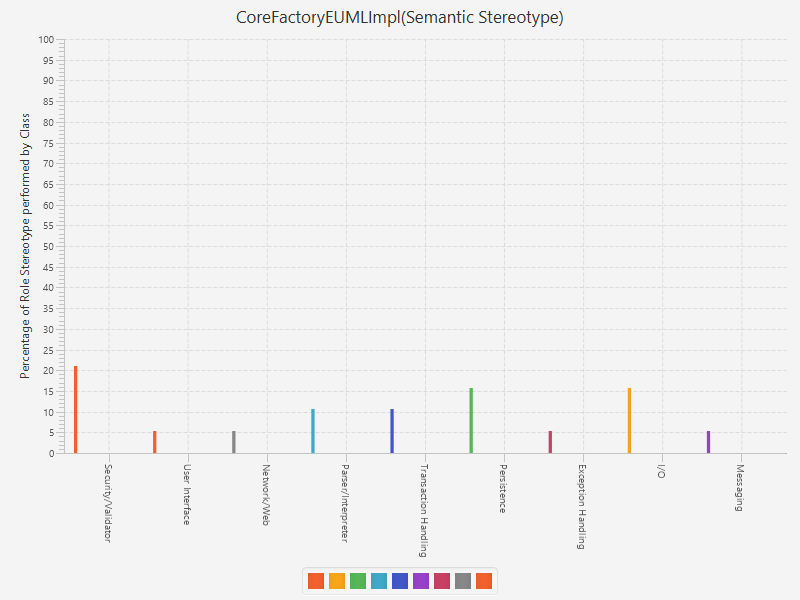 CoreFactoryEUMLImpl(Semantic Stereotype)
Percentage of Role Stereotype performed by Class
100
95
90
85
80
75
70
65
60
55
50
45
40
35
30
25
20
15
10
5
0
Security/Validator
User Interface
Network/Web
Parser/Interpreter
Transaction Handling
Persistence
Exception Handling
I/O
Messaging